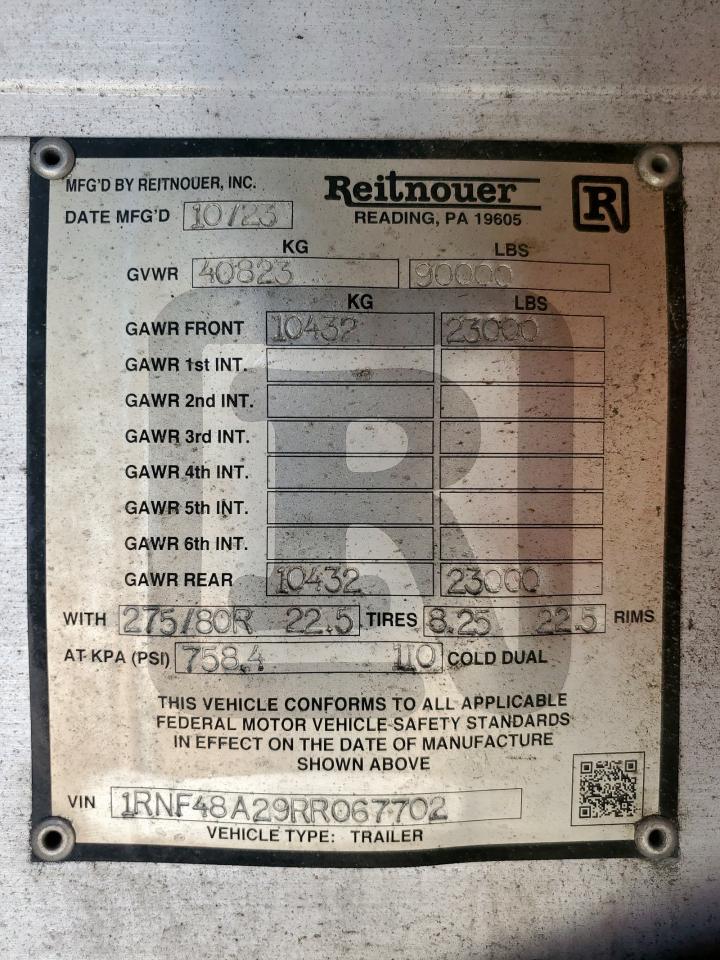 MFG'D BY REITNOUER, INC.
Reitnouer
R
DATE MFG'D 10/23
READING, PA 19605
KG LBS
GVWR 40823 90000
KG LBS
GAWR FRONT 10432 23000
GAWR 1st INT.
GAWR 2nd INT.
GAWR 3rd INT.
GAWR 4th INT.
GAWR 5th INT.
GAWR 6th INT.
GAWR REAR 10432 23000
WITH 275/80R 22.5 TIRES 8.25 22.5 RIMS
AT KPA (PSI) 758.4 110 COLD DUAL
THIS VEHICLE CONFORMS TO ALL APPLICABLE
FEDERAL MOTOR VEHICLE SAFETY STANDARDS
IN EFFECT ON THE DATE OF MANUFACTURE
SHOWN ABOVE
VIN 1RNF48A29RR067702
VEHICLE TYPE: TRAILER